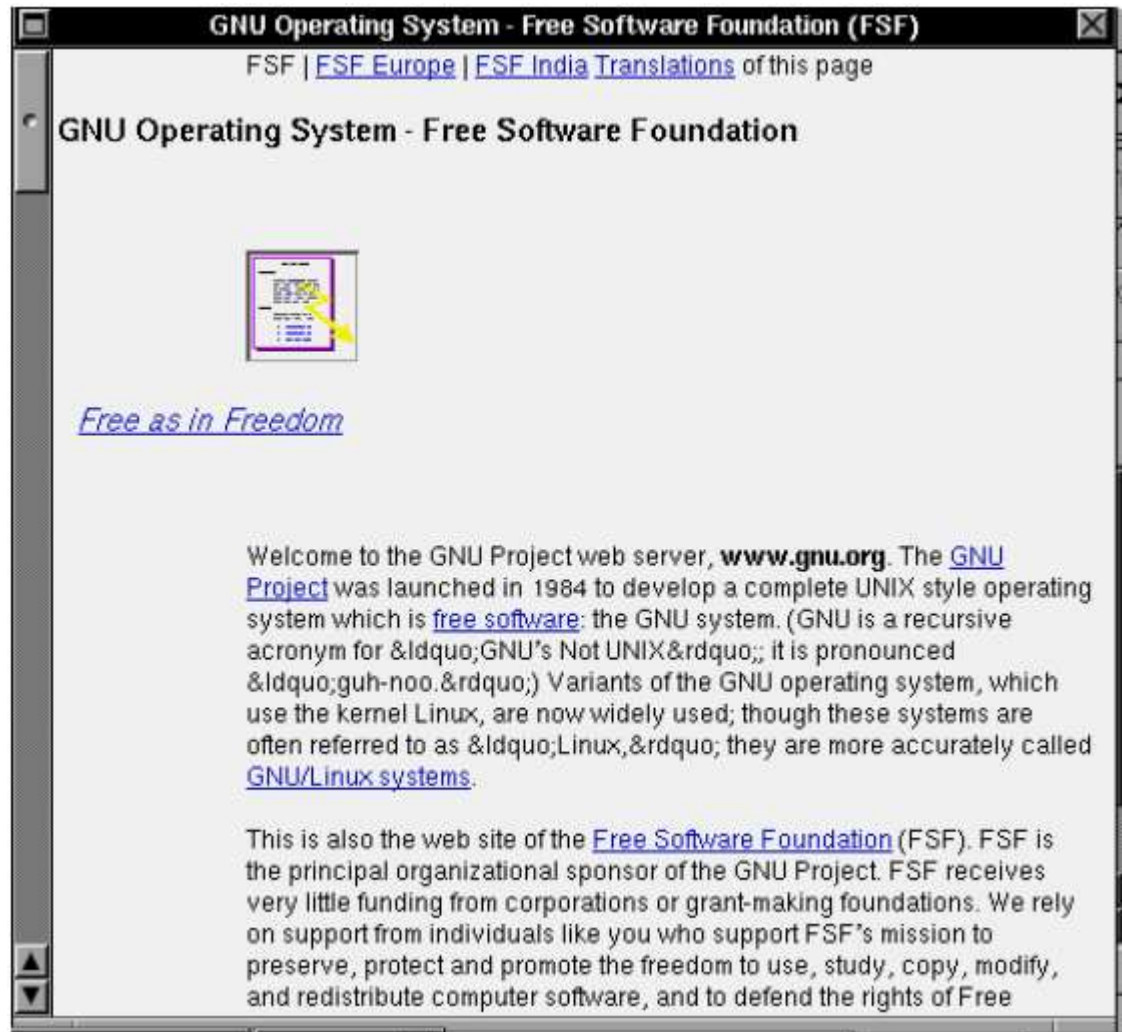 GNU Operating System - Free Software Foundation (FSF)
FSF | FSF Europe | FSF India Translations of this page
GNU Operating System - Free Software Foundation
Free as in Freedom
Welcome to the GNU Project web server, www.gnu.org. The GNU
Project was launched in 1984 to develop a complete UNIX style operating
system which is free software: the GNU system. (GNU is a recursive
acronym for &ldquo;GNU's Not UNIX&rdquo;; it is pronounced
&ldquo;guh-noo.&rdquo;) Variants of the GNU operating system, which
use the kernel Linux, are now widely used; though these systems are
often referred to as &ldquo;Linux,&rdquo; they are more accurately called
GNU/Linux systems.
This is also the web site of the Free Software Foundation (FSF). FSF is
the principal organizational sponsor of the GNU Project. FSF receives
very little funding from corporations or grant-making foundations. We rely
on support from individuals like you who support FSF's mission to
preserve, protect and promote the freedom to use, study, copy, modify,
and redistribute computer software, and to defend the rights of Free